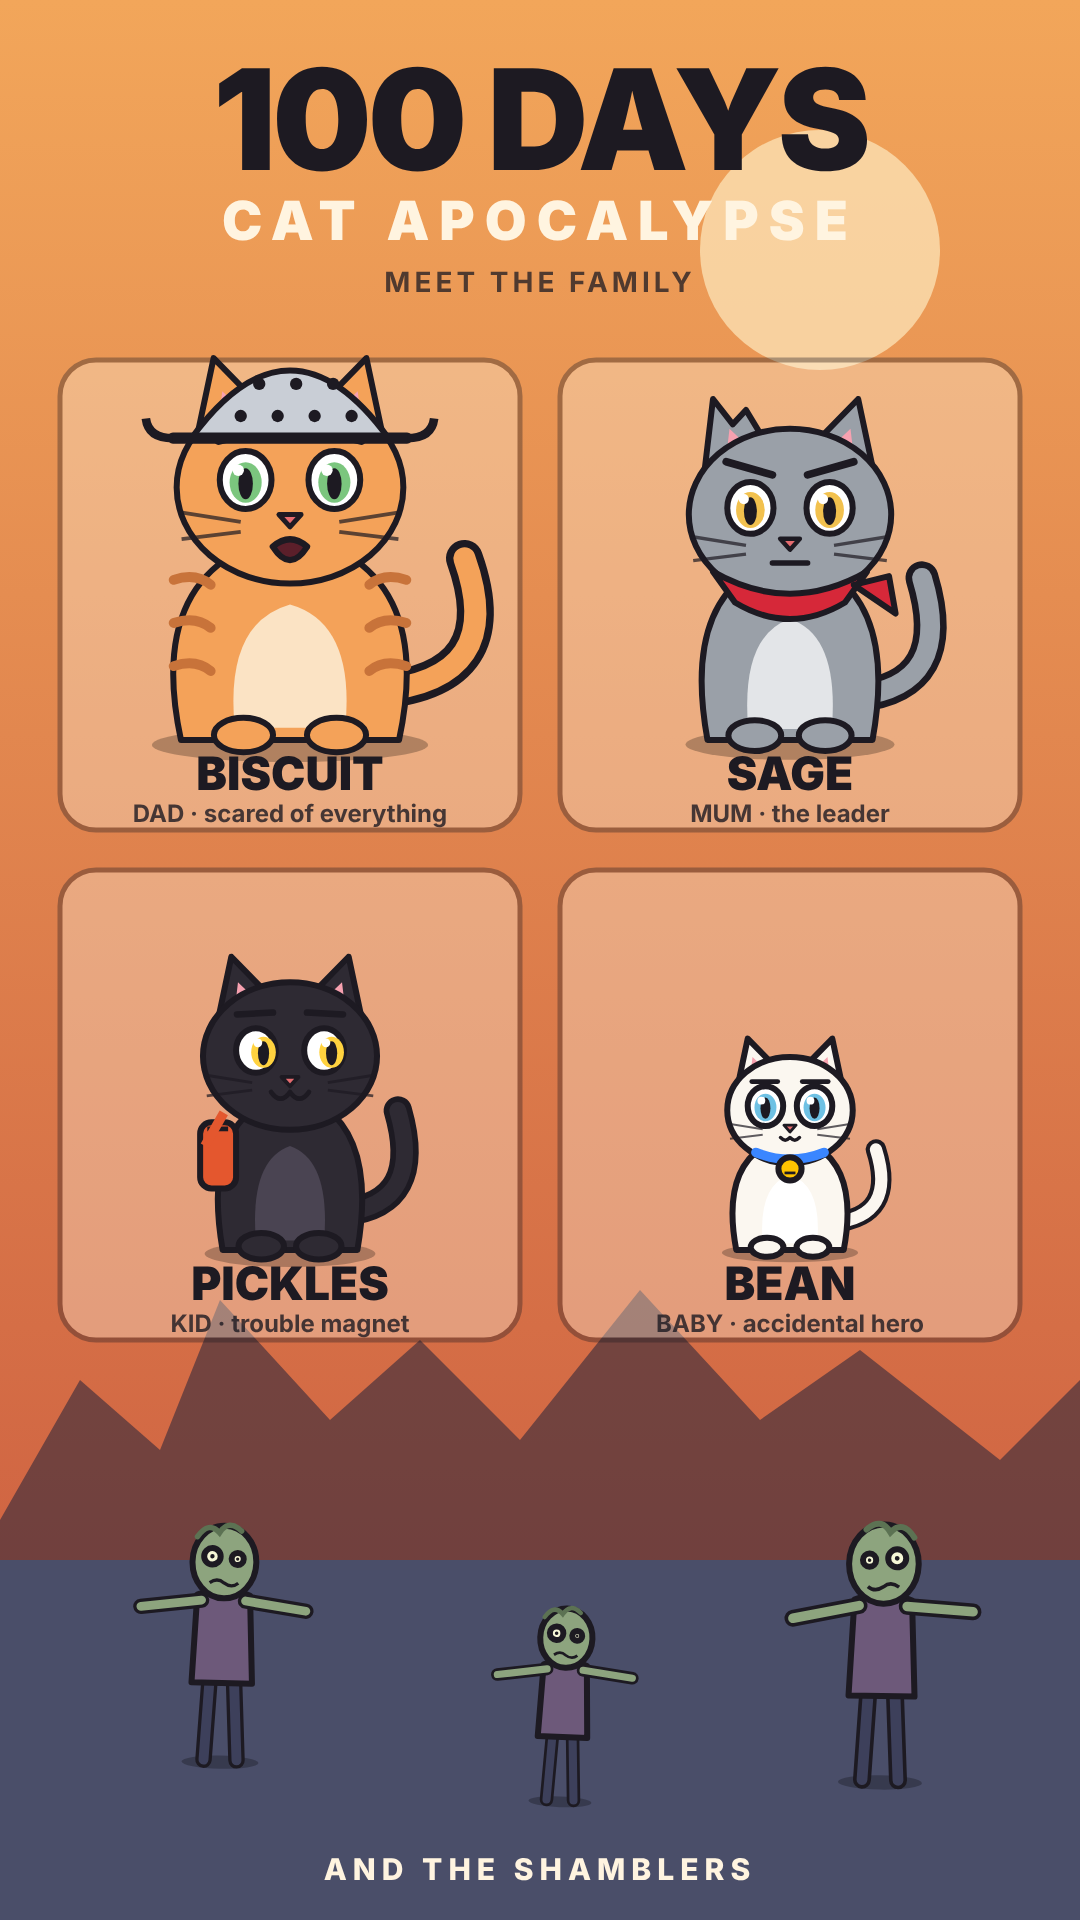 100 DAYS
CAT APOCALYPSE
MEET THE FAMILY
BISCUIT
DAD · scared of everything
SAGE
MUM · the leader
PICKLES
KID · trouble magnet
BEAN
BABY · accidental hero
AND THE SHAMBLERS